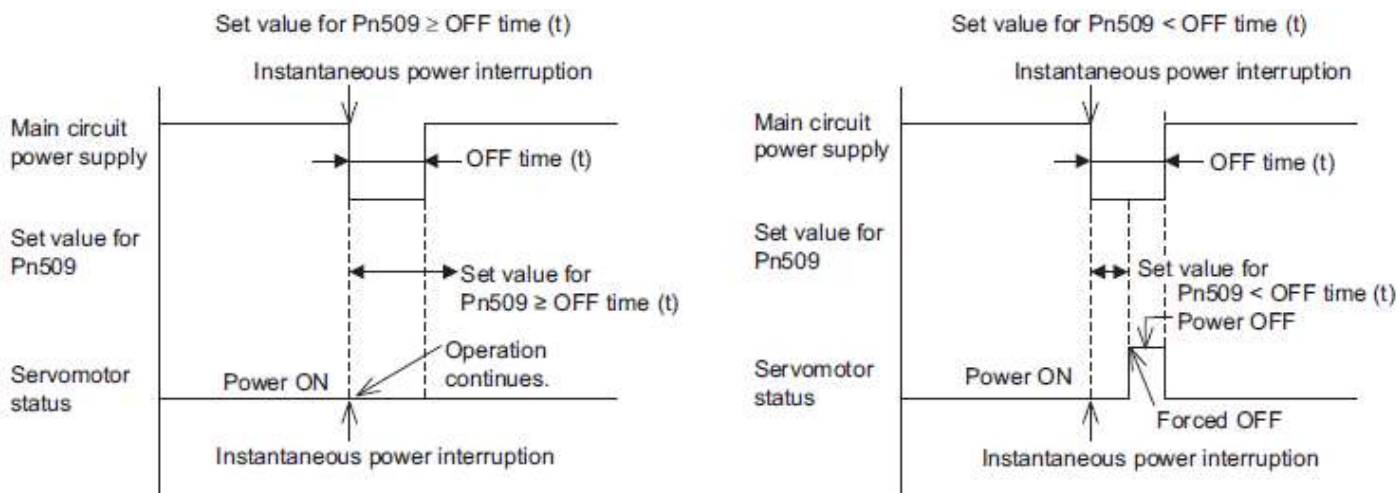 Set value for Pn509 ≥ OFF time (t)
Instantaneous power interruption
Main circuit
power supply
OFF time (t)
Set value for
Pn509
Set value for
Pn509 ≥ OFF time (t)
Operation
continues.
Servomotor
status
Power ON
Instantaneous power interruption
Set value for Pn509 < OFF time (t)
Instantaneous power interruption
Main circuit
power supply
OFF time (t)
Set value for
Pn509
Set value for
Pn509 < OFF time (t)
Power OFF
Servomotor
status
Power ON
Forced OFF
Instantaneous power interruption